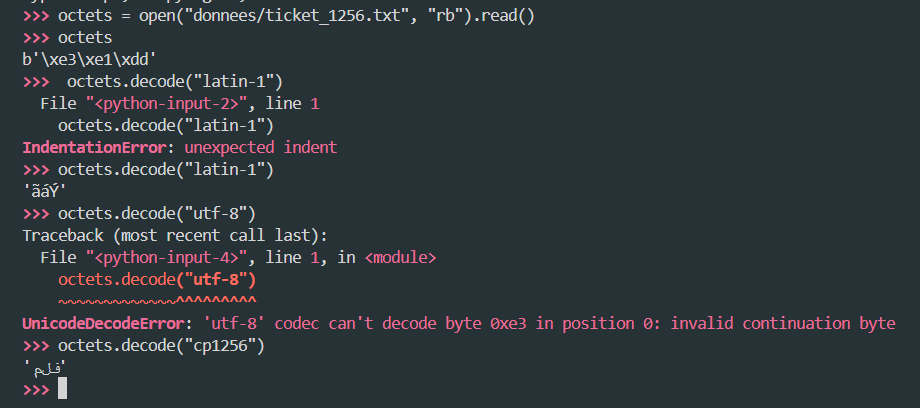 >>> octets = open("donnees/ticket_1256.txt", "rb").read()
>>> octets
b'\xe3\xe1\xdd'
>>>  octets.decode("latin-1")
  File "<python-input-2>", line 1
    octets.decode("latin-1")
IndentationError: unexpected indent
>>> octets.decode("latin-1")
'ãáÝ'
>>> octets.decode("utf-8")
Traceback (most recent call last):
  File "<python-input-4>", line 1, in <module>
    octets.decode("utf-8")
    ~~~~~~~~~~~~~^^^^^^^^^
UnicodeDecodeError: 'utf-8' codec can't decode byte 0xe3 in position 0: invalid continuation byte
>>> octets.decode("cp1256")
'فلم'
>>>